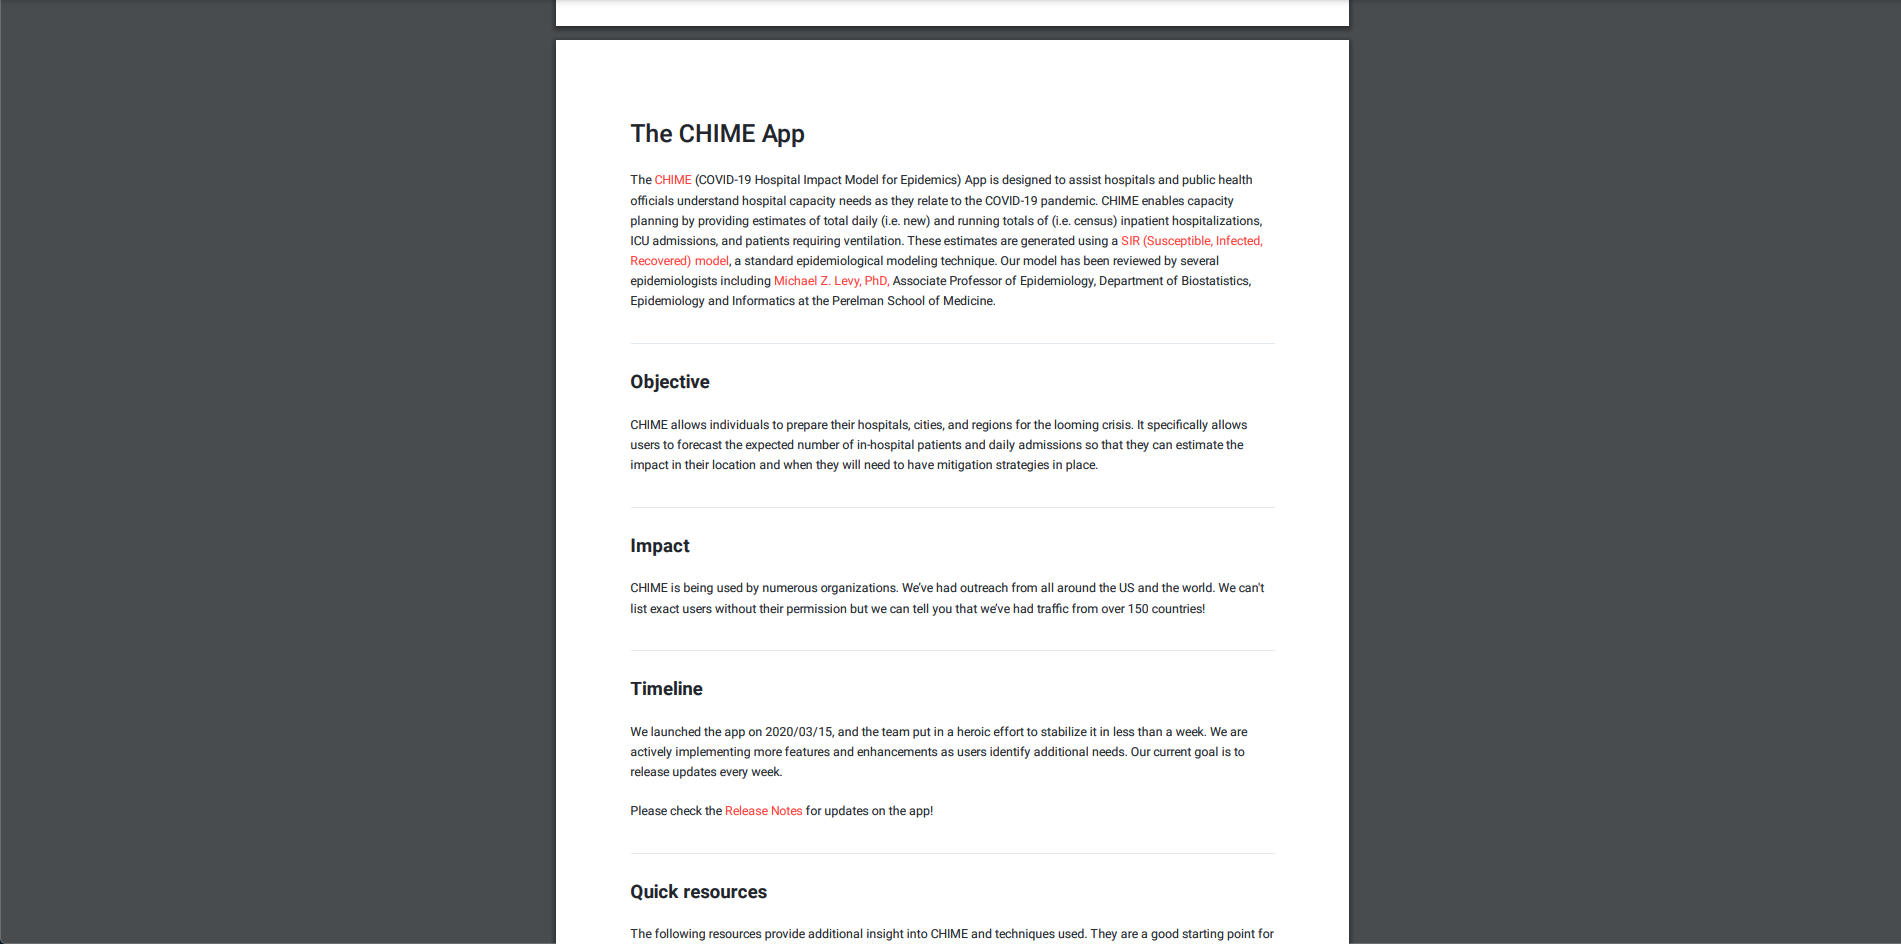 The CHIME App
The CHIME (COVID-19 Hospital Impact Model for Epidemics) App is designed to assist hospitals and public health
officials understand hospital capacity needs as they relate to the COVID-19 pandemic. CHIME enables capacity
planning by providing estimates of total daily (i.e. new) and running totals of (i.e. census) inpatient hospitalizations,
ICU admissions, and patients requiring ventilation. These estimates are generated using a SIR (Susceptible, Infected,
Recovered) model, a standard epidemiological modeling technique. Our model has been reviewed by several
epidemiologists including Michael Z. Levy, PhD, Associate Professor of Epidemiology, Department of Biostatistics,
Epidemiology and Informatics at the Perelman School of Medicine.
Objective
CHIME allows individuals to prepare their hospitals, cities, and regions for the looming crisis. It specifically allows
users to forecast the expected number of in-hospital patients and daily admissions so that they can estimate the
impact in their location and when they will need to have mitigation strategies in place.
Impact
CHIME is being used by numerous organizations. We’ve had outreach from all around the US and the world. We can't
list exact users without their permission but we can tell you that we’ve had traffic from over 150 countries!
Timeline
We launched the app on 2020/03/15, and the team put in a heroic effort to stabilize it in less than a week. We are
actively implementing more features and enhancements as users identify additional needs. Our current goal is to
release updates every week.
Please check the Release Notes for updates on the app!
Quick resources
The following resources provide additional insight into CHIME and techniques used. They are a good starting point for